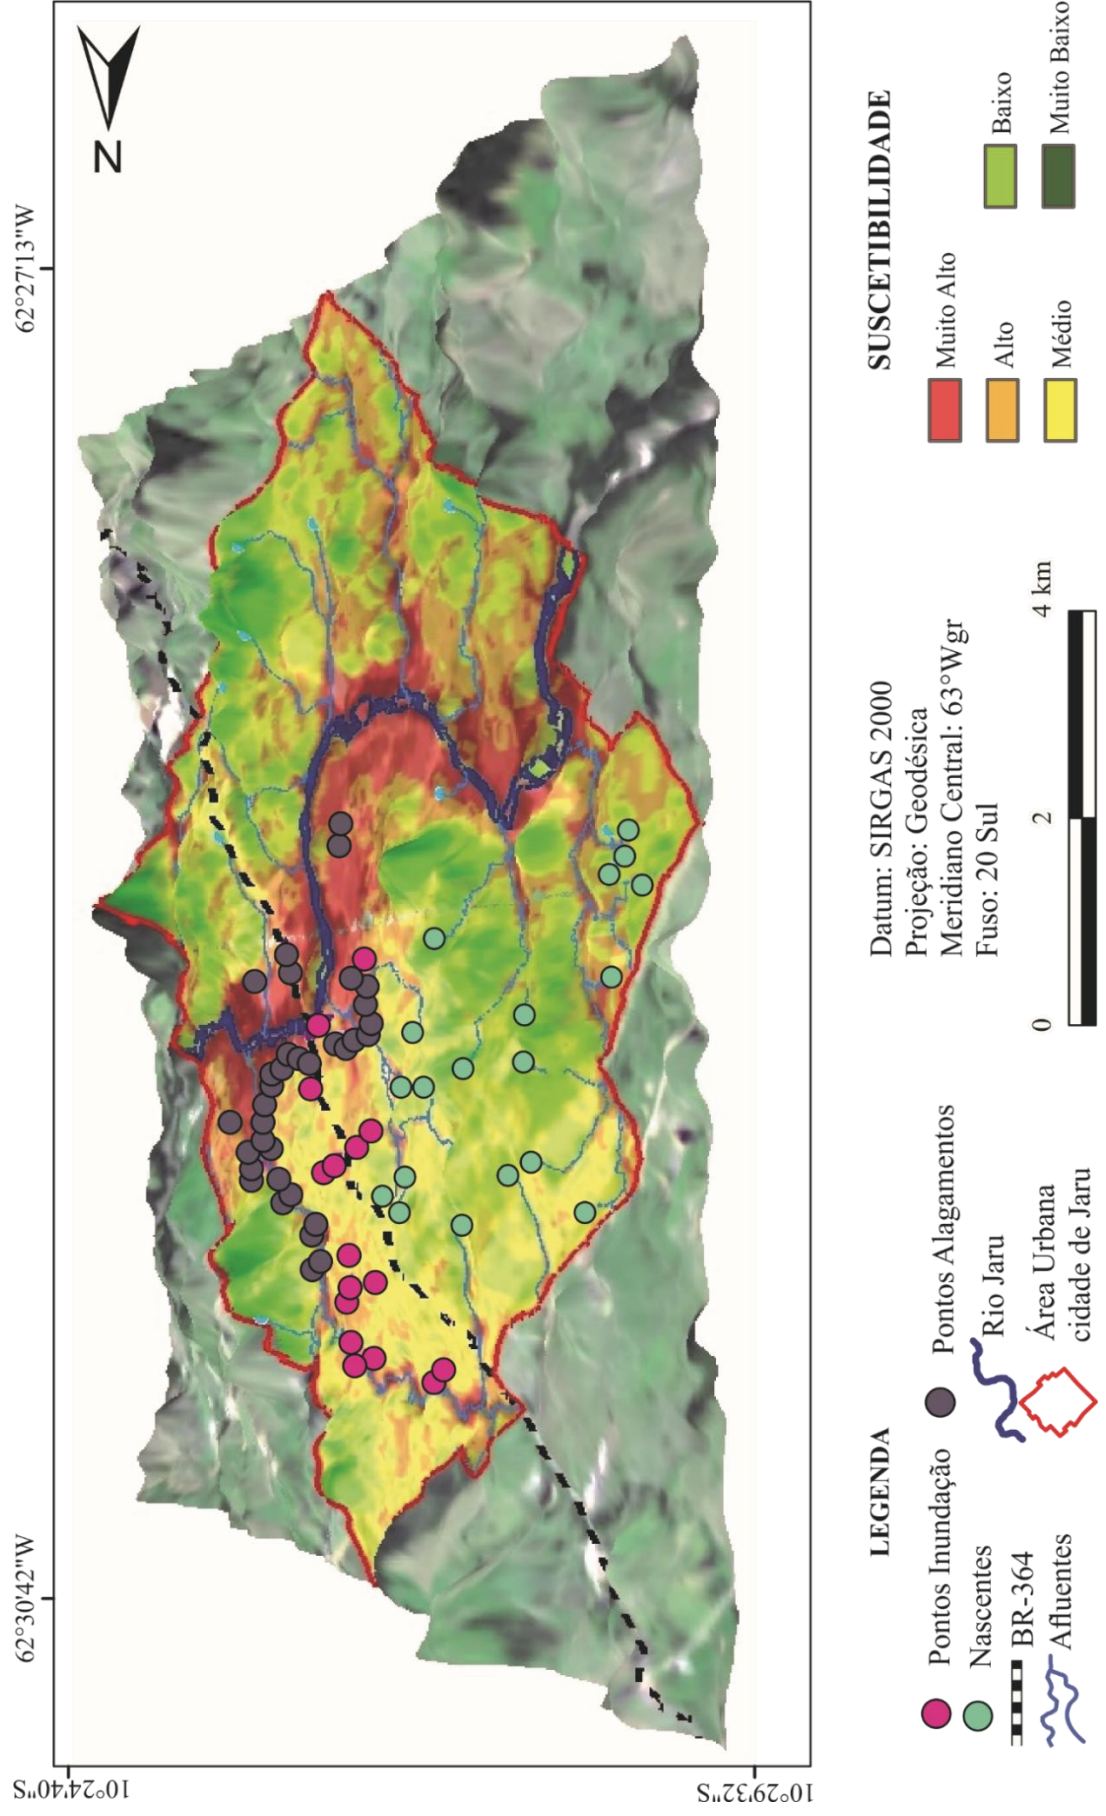 62°30'42"W
62°27'13"W
10°24'40"S
10°29'32"S
N
LEGENDA
Pontos Inundação
Nascentes
BR-364
Afluentes
Pontos Alagamentos
Rio Jaru
Área Urbana
cidade de Jaru
Datum: SIRGAS 2000
Projeção: Geodésica
Meridiano Central: 63°Wgr
Fuso: 20 Sul
0
2
4 km
SUSCETIBILIDADE
Muito Alto
Alto
Médio
Baixo
Muito Baixo